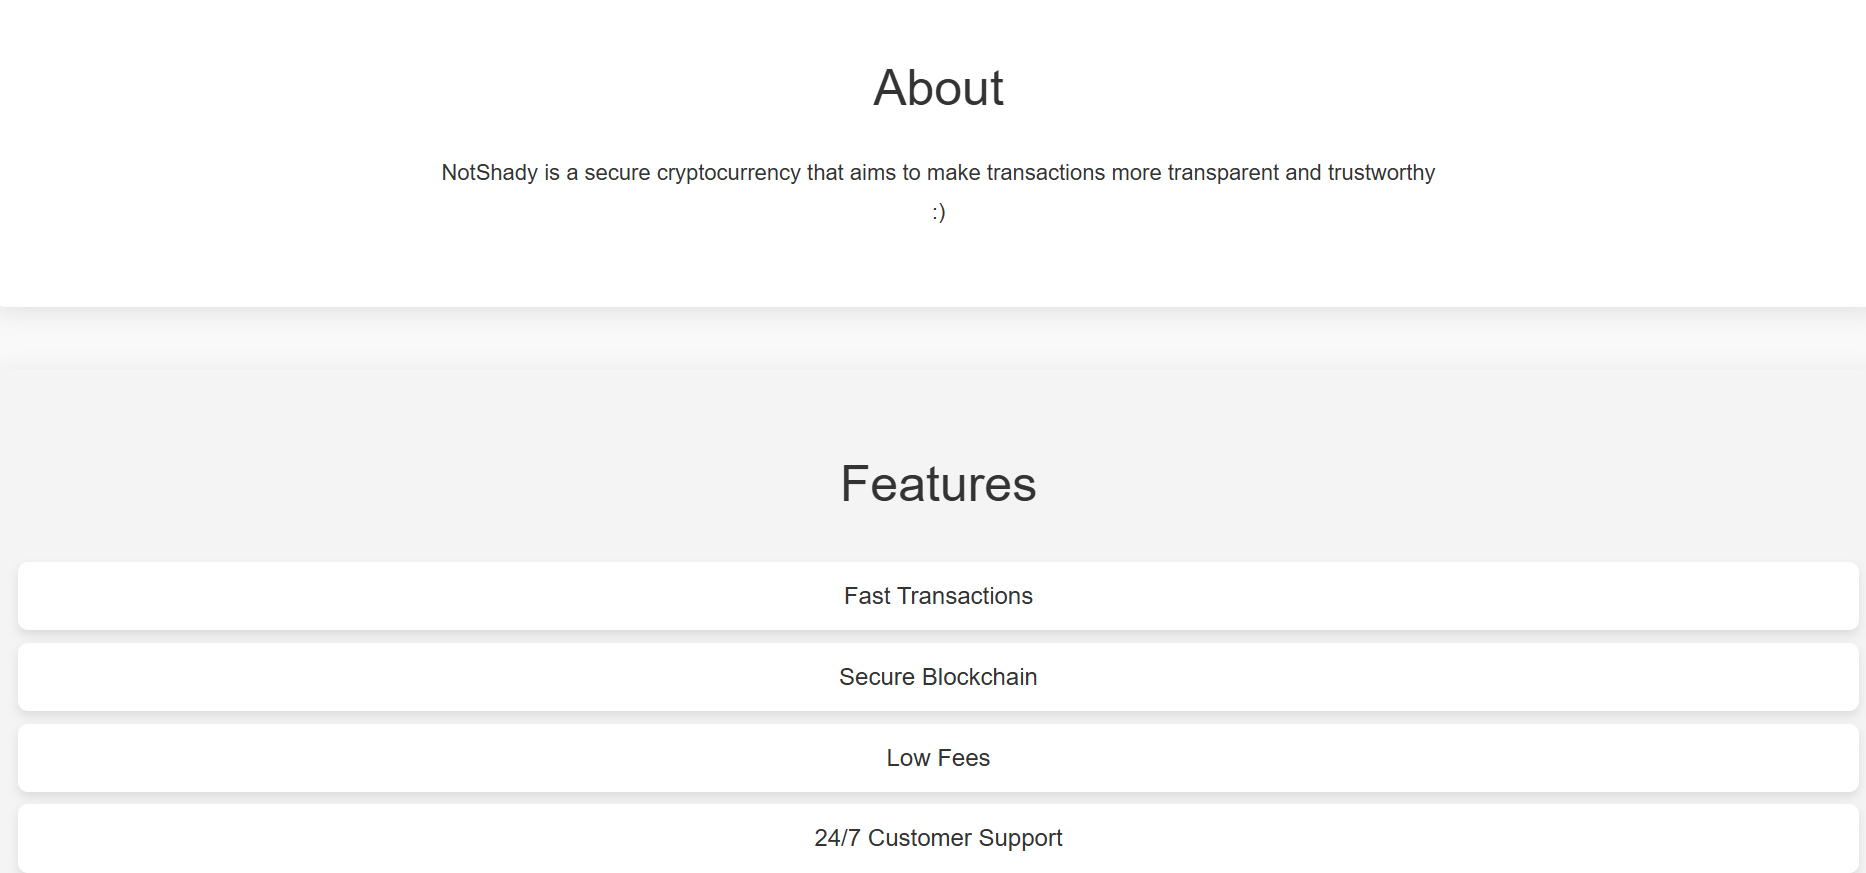 About
NotShady is a secure cryptocurrency that aims to make transactions more transparent and trustworthy
:)
Features
Fast Transactions
Secure Blockchain
Low Fees
24/7 Customer Support